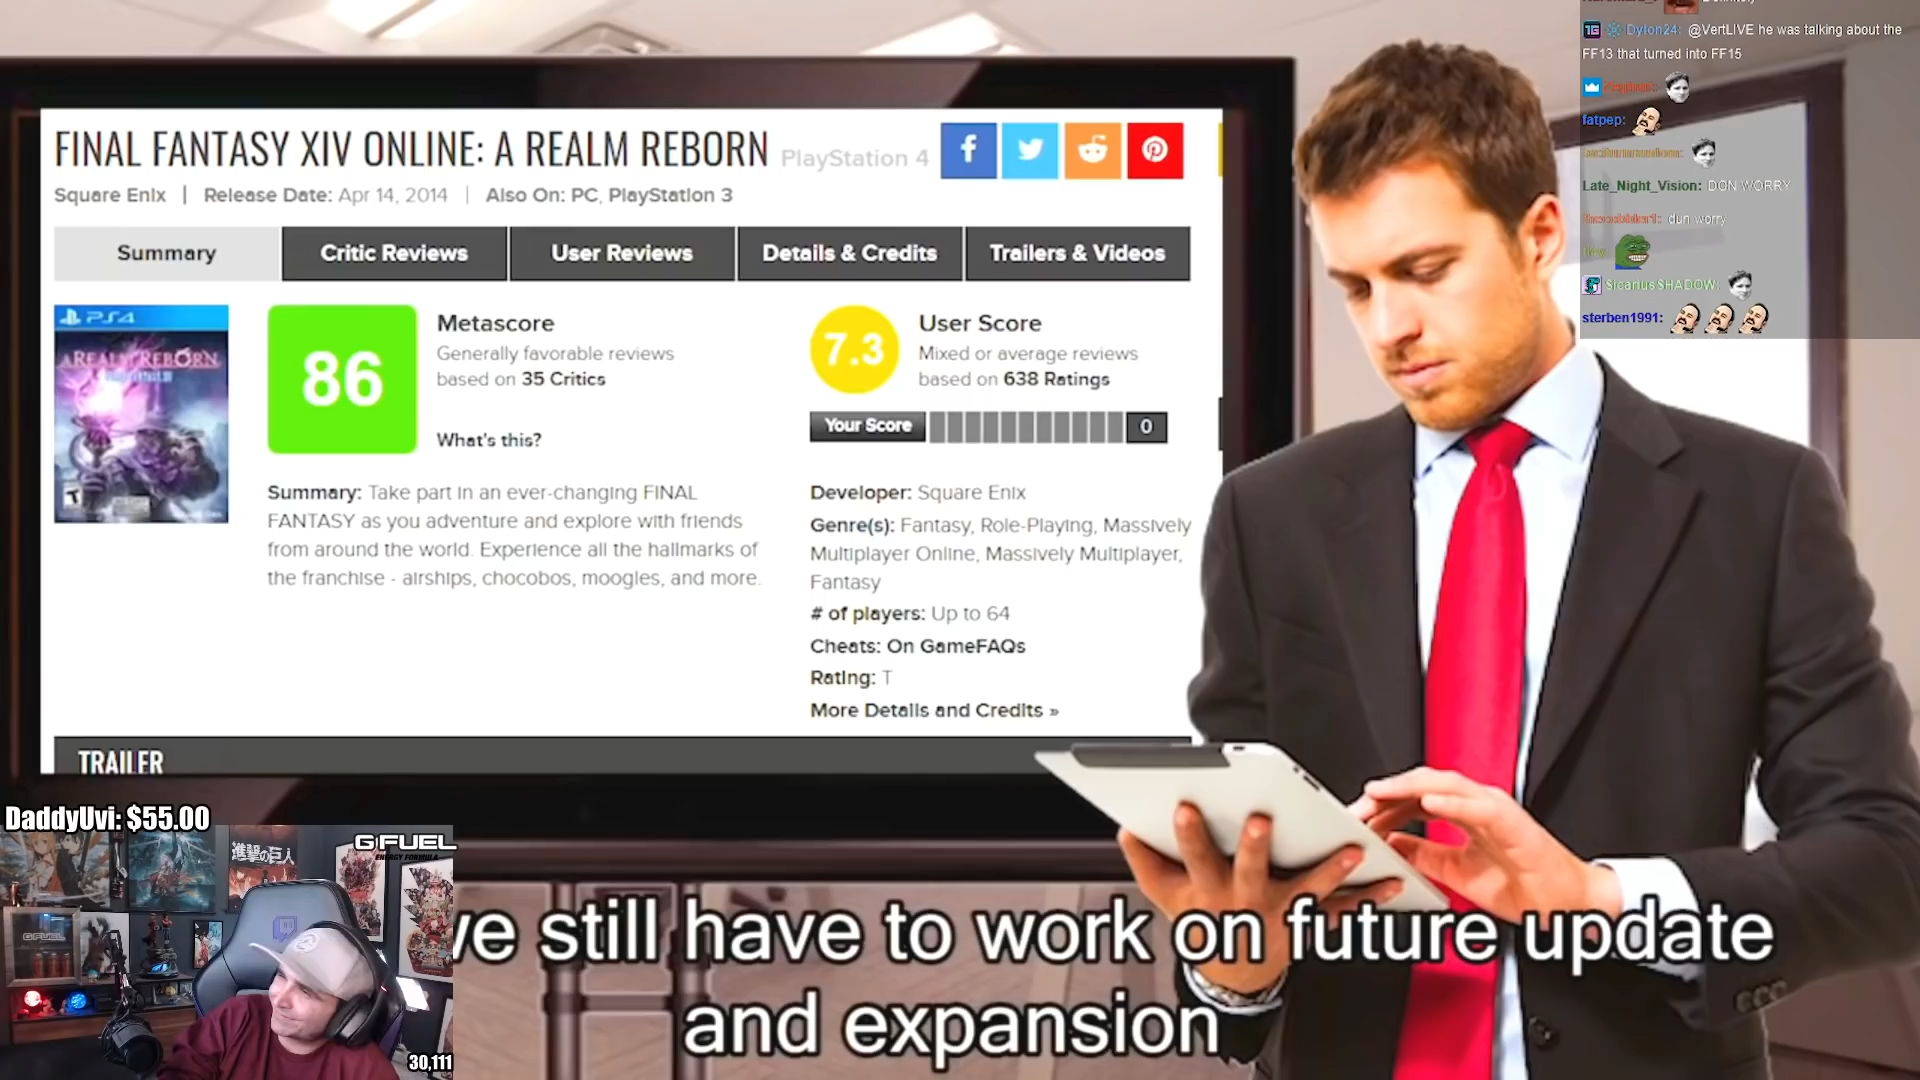 FINAL FANTASY XIV ONLINE: A REALM REBORN PlayStation 4
Square Enix | Release Date: Apr 14, 2014 | Also On: PC, PlayStation 3
Summary
Critic Reviews
User Reviews
Details & Credits
Trailers & Videos
PS4
A REALM REBORN
T
86
Metascore
Generally favorable reviews
based on 35 Critics
What's this?
7.3
User Score
Mixed or average reviews
based on 638 Ratings
Your Score
0
Summary: Take part in an ever-changing FINAL
FANTASY as you adventure and explore with friends
from around the world. Experience all the hallmarks of
the franchise - airships, chocobos, moogles, and more.
Developer: Square Enix
Genre(s): Fantasy, Role-Playing, Massively
Multiplayer Online, Massively Multiplayer,
Fantasy
# of players: Up to 64
Cheats: On GameFAQs
Rating: T
More Details and Credits »
TRAILER
Dylon24: @VertLIVE he was talking about the
FF13 that turned into FF15
fatpep:
Late_Night_Vision: DON WORRY
dun worry
SicariusSHADOW:
sterben1991:
DaddyUvi: $55.00
G FUEL
ENERGY FORMULA
進撃の巨人
G FUEL
30,111
ve still have to work on future update
and expansion